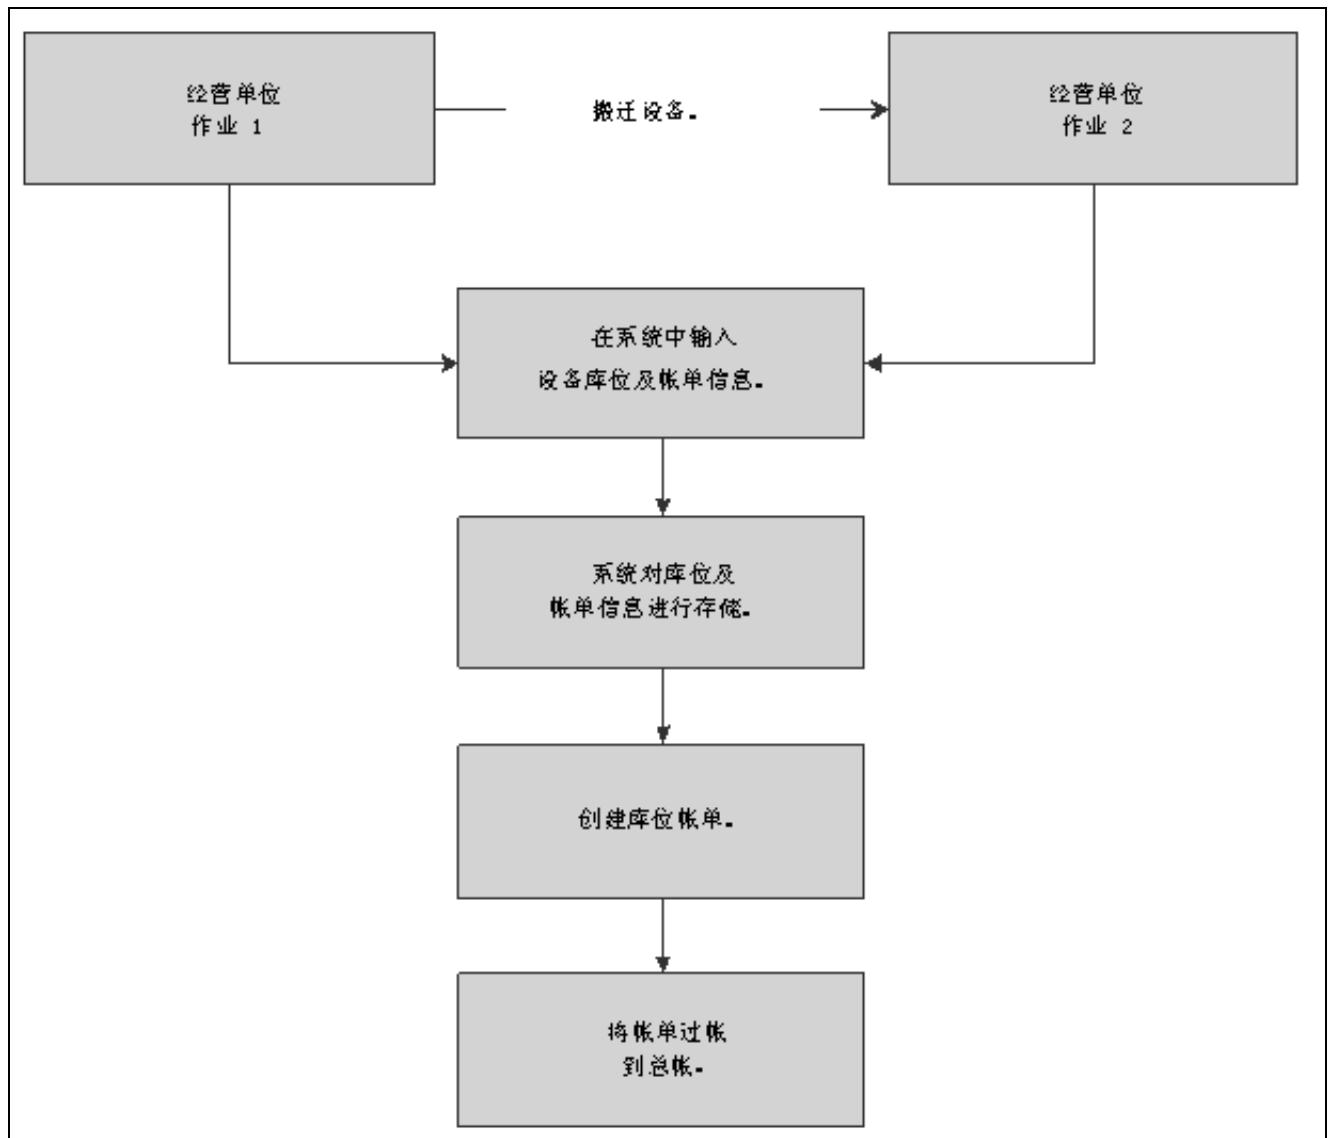 经营单位
作业 1
搬迁设备。
经营单位
作业 2
在系统中输入
设备库位及帐单信息。
系统对库位及
帐单信息进行存储。
创建库位帐单。
将帐单过帐
到总帐。